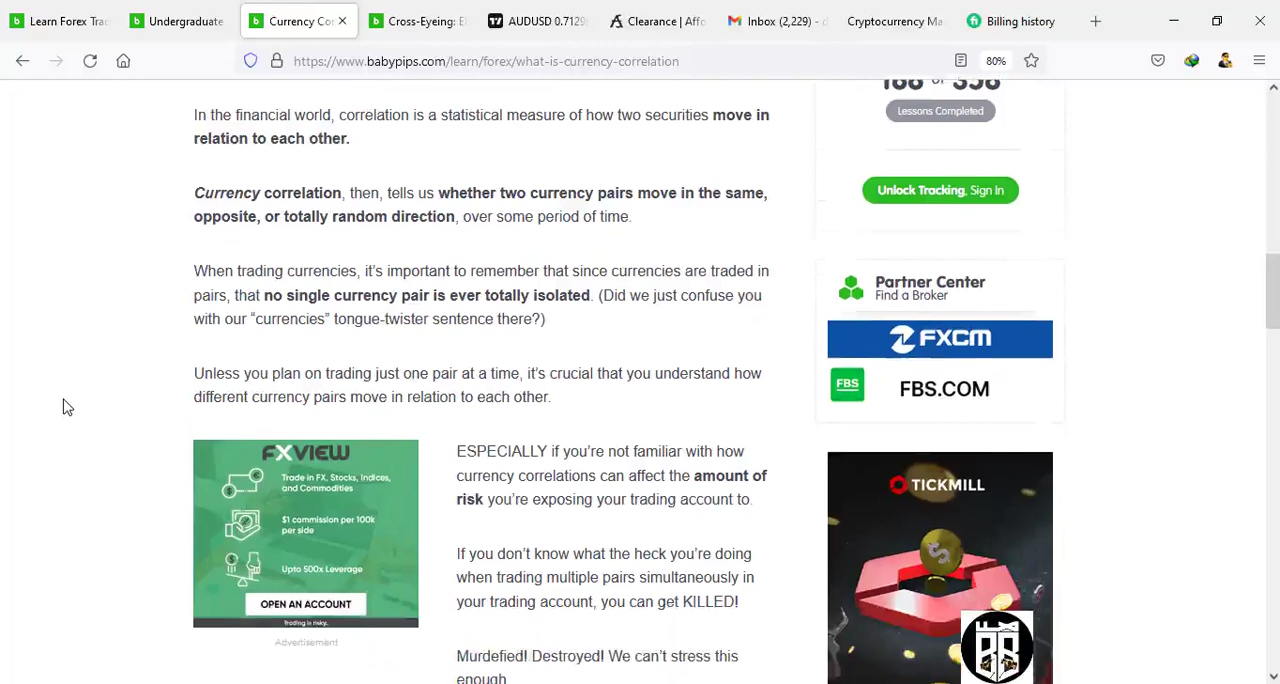 Learn Forex Tra
Undergraduate
Currency Co
Cross-Eyeing: E
AUDUSD 0.7129
Clearance | Affo
Inbox (2,229) - d
Cryptocurrency Ma
Billing history
https://www.babypips.com/learn/forex/what-is-currency-correlation
80%
In the financial world, correlation is a statistical measure of how two securities move in
relation to each other.
Currency correlation, then, tells us whether two currency pairs move in the same,
opposite, or totally random direction, over some period of time.
When trading currencies, it's important to remember that since currencies are traded in
pairs, that no single currency pair is ever totally isolated. (Did we just confuse you
with our “currencies” tongue-twister sentence there?)
Unless you plan on trading just one pair at a time, it's crucial that you understand how
different currency pairs move in relation to each other.
FXVIEW
Trade in FX, Stocks, Indices,
and Commodities
$1 commission per 100k
per side
Upto 500x Leverage
OPEN AN ACCOUNT
Trading is risky.
Advertisement
ESPECIALLY if you're not familiar with how
currency correlations can affect the amount of
risk you're exposing your trading account to.
If you don't know what the heck you're doing
when trading multiple pairs simultaneously in
your trading account, you can get KILLED!
Murdefied! Destroyed! We can't stress this
enough
Lessons Completed
Unlock Tracking, Sign In
Partner Center
Find a Broker
FXCM
FBS
FBS.COM
TICKMILL
BB